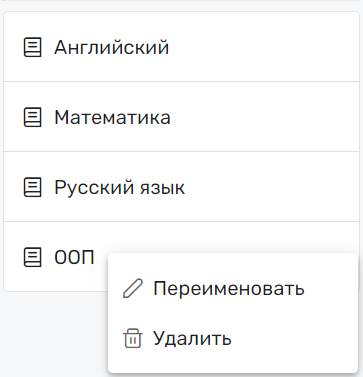 Английский
Математика
Русский язык
ООП
Переименовать
Удалить